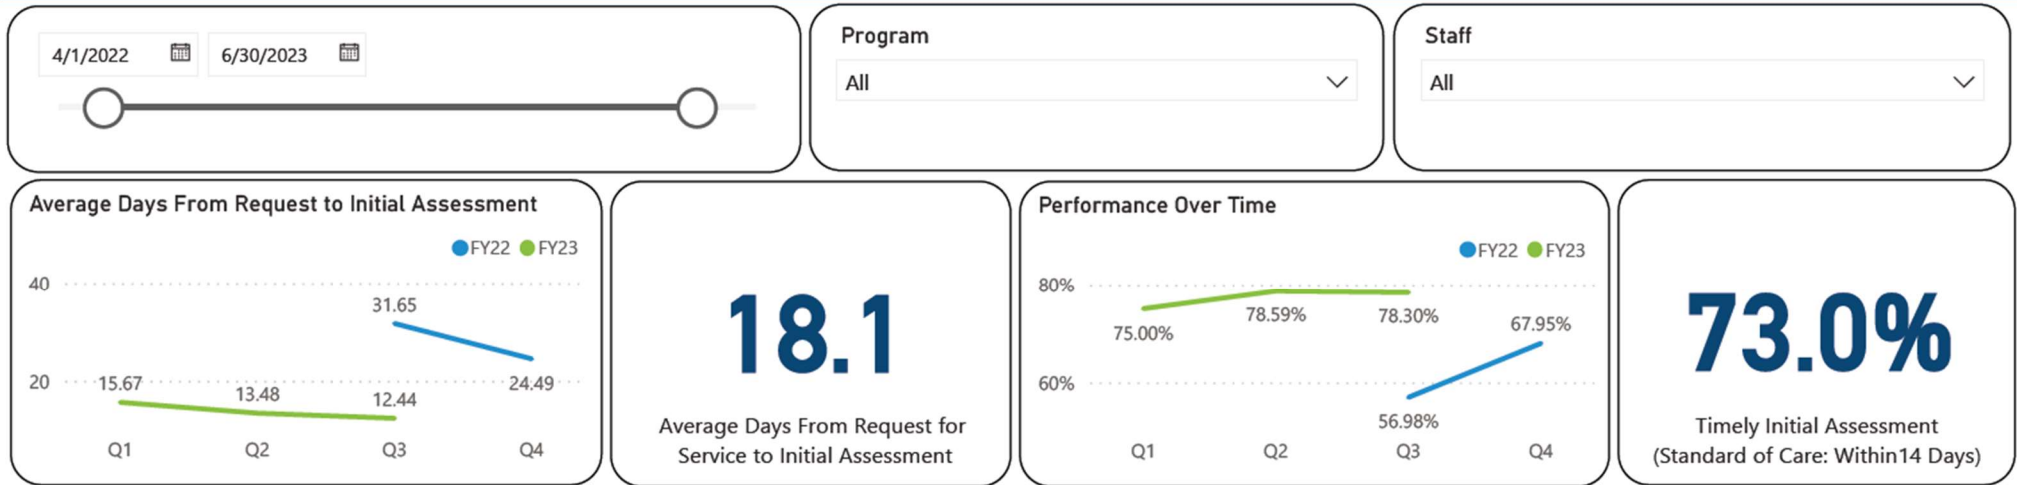 4/1/2022
6/30/2023
Program
All
Staff
All
Average Days From Request to Initial Assessment
FY22 FY23
40
31.65
20
15.67
13.48
12.44
24.49
Q1 Q2 Q3 Q4
18.1
Average Days From Request for
Service to Initial Assessment
Performance Over Time
FY22 FY23
80%
75.00%
78.59%
78.30%
67.95%
60%
56.98%
Q1 Q2 Q3 Q4
73.0%
Timely Initial Assessment
(Standard of Care: Within14 Days)